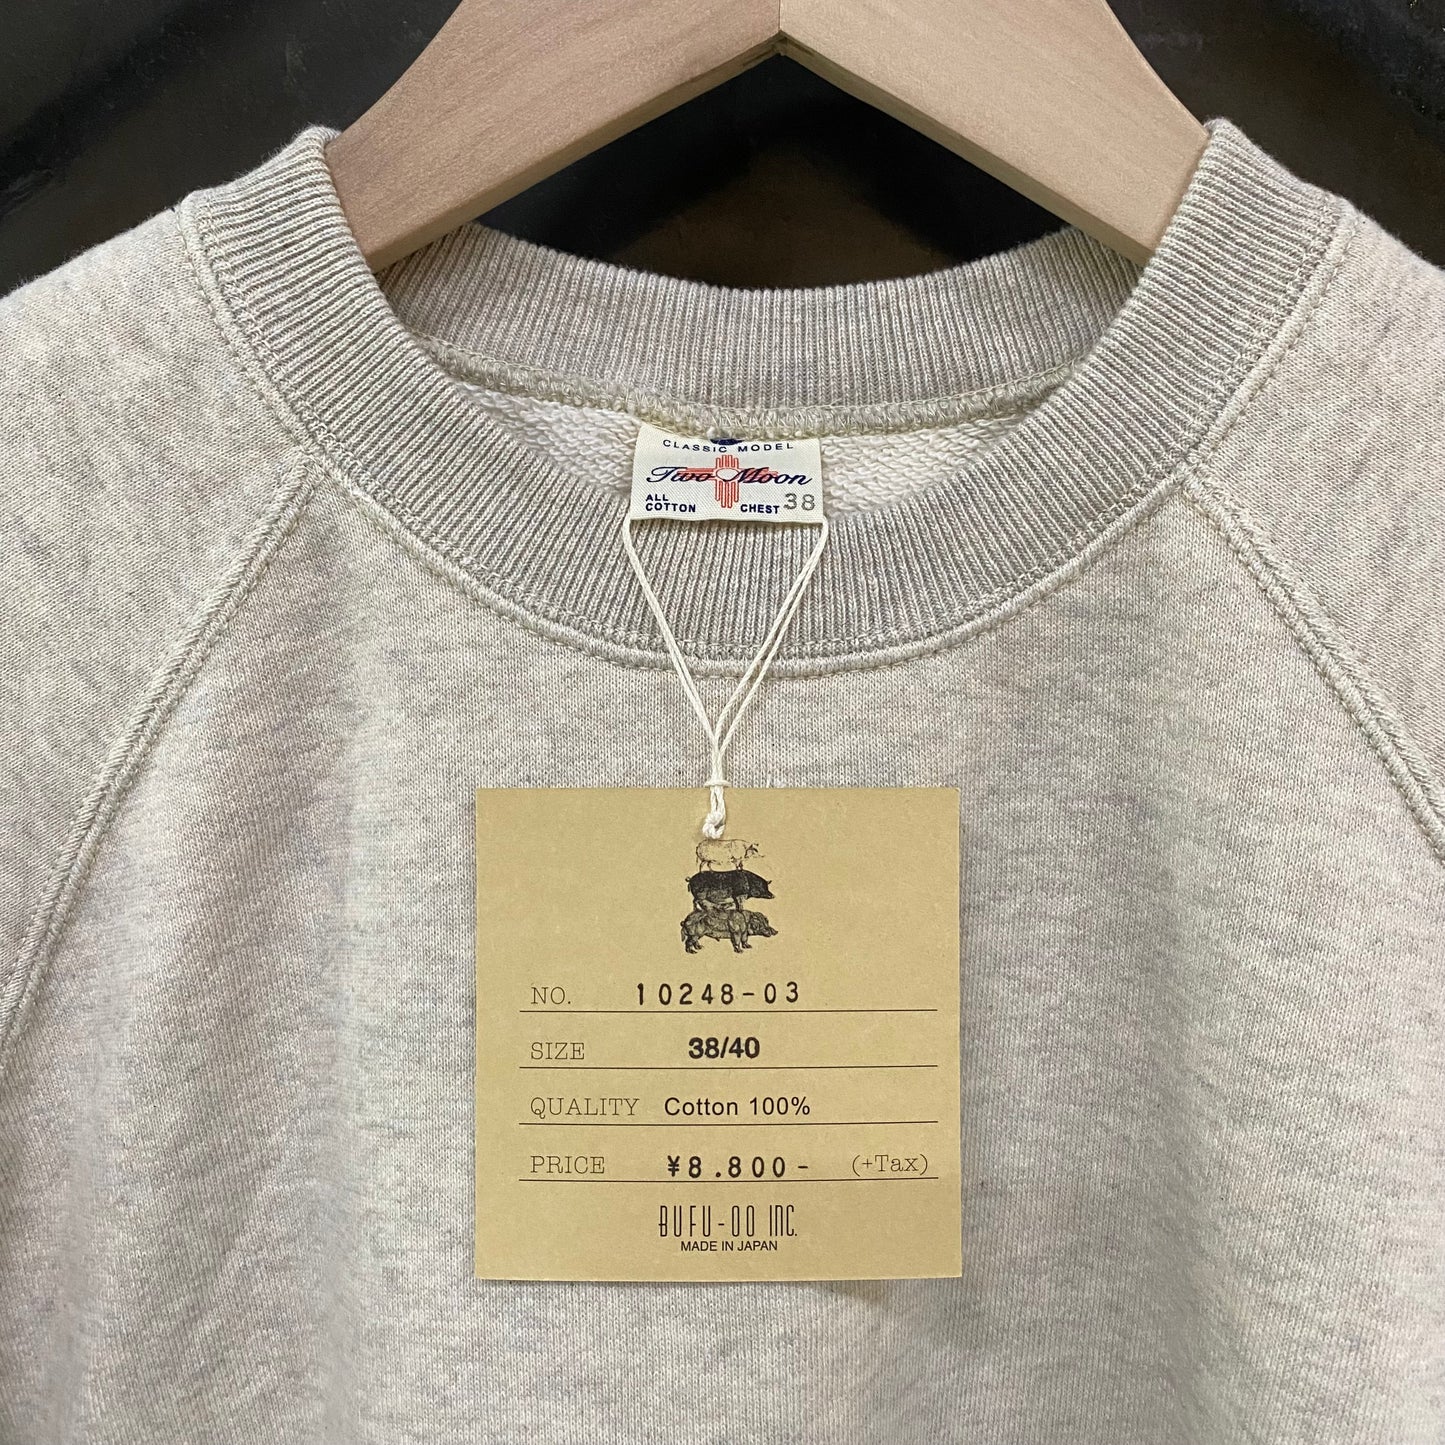 CLASSIC MODEL
Two Moon
ALL COTTON CHEST 38
NO. 10248-03
SIZE 38/40
QUALITY Cotton 100%
PRICE ¥8.800- (+Tax)
BUFU-OO INC.
MADE IN JAPAN